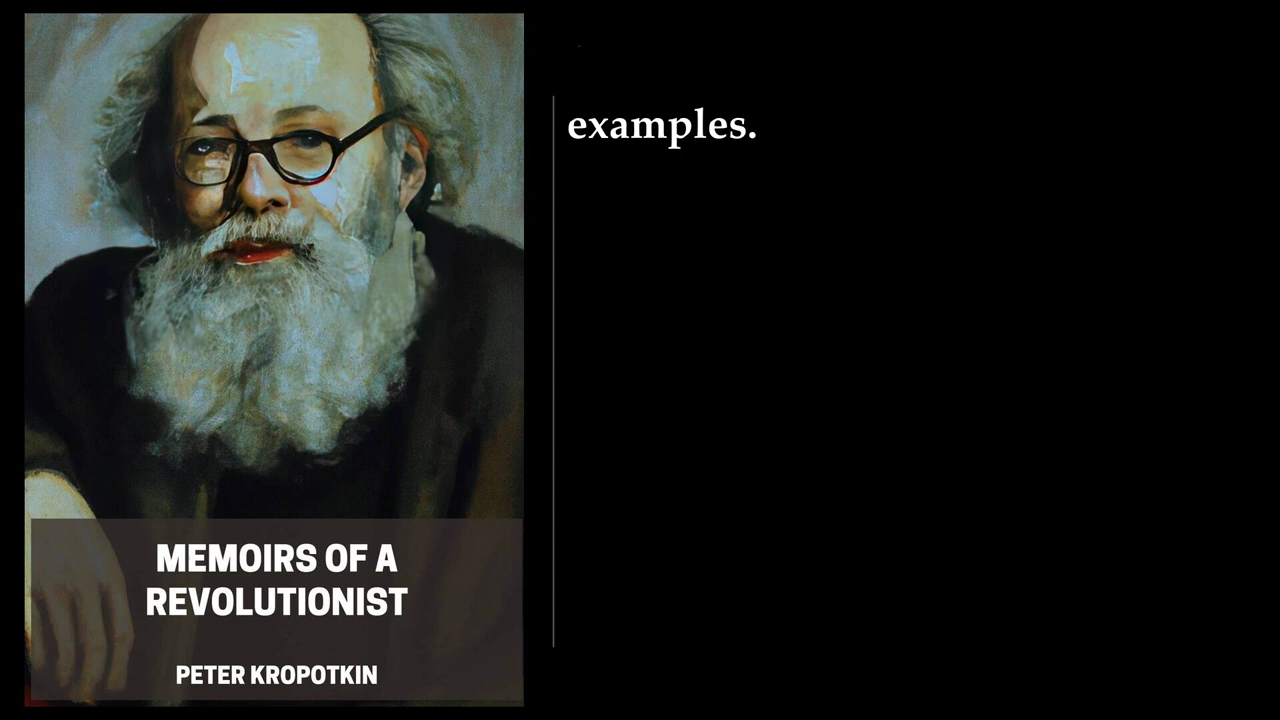 examples.
MEMOIRS OF A
REVOLUTIONIST
PETER KROPOTKIN